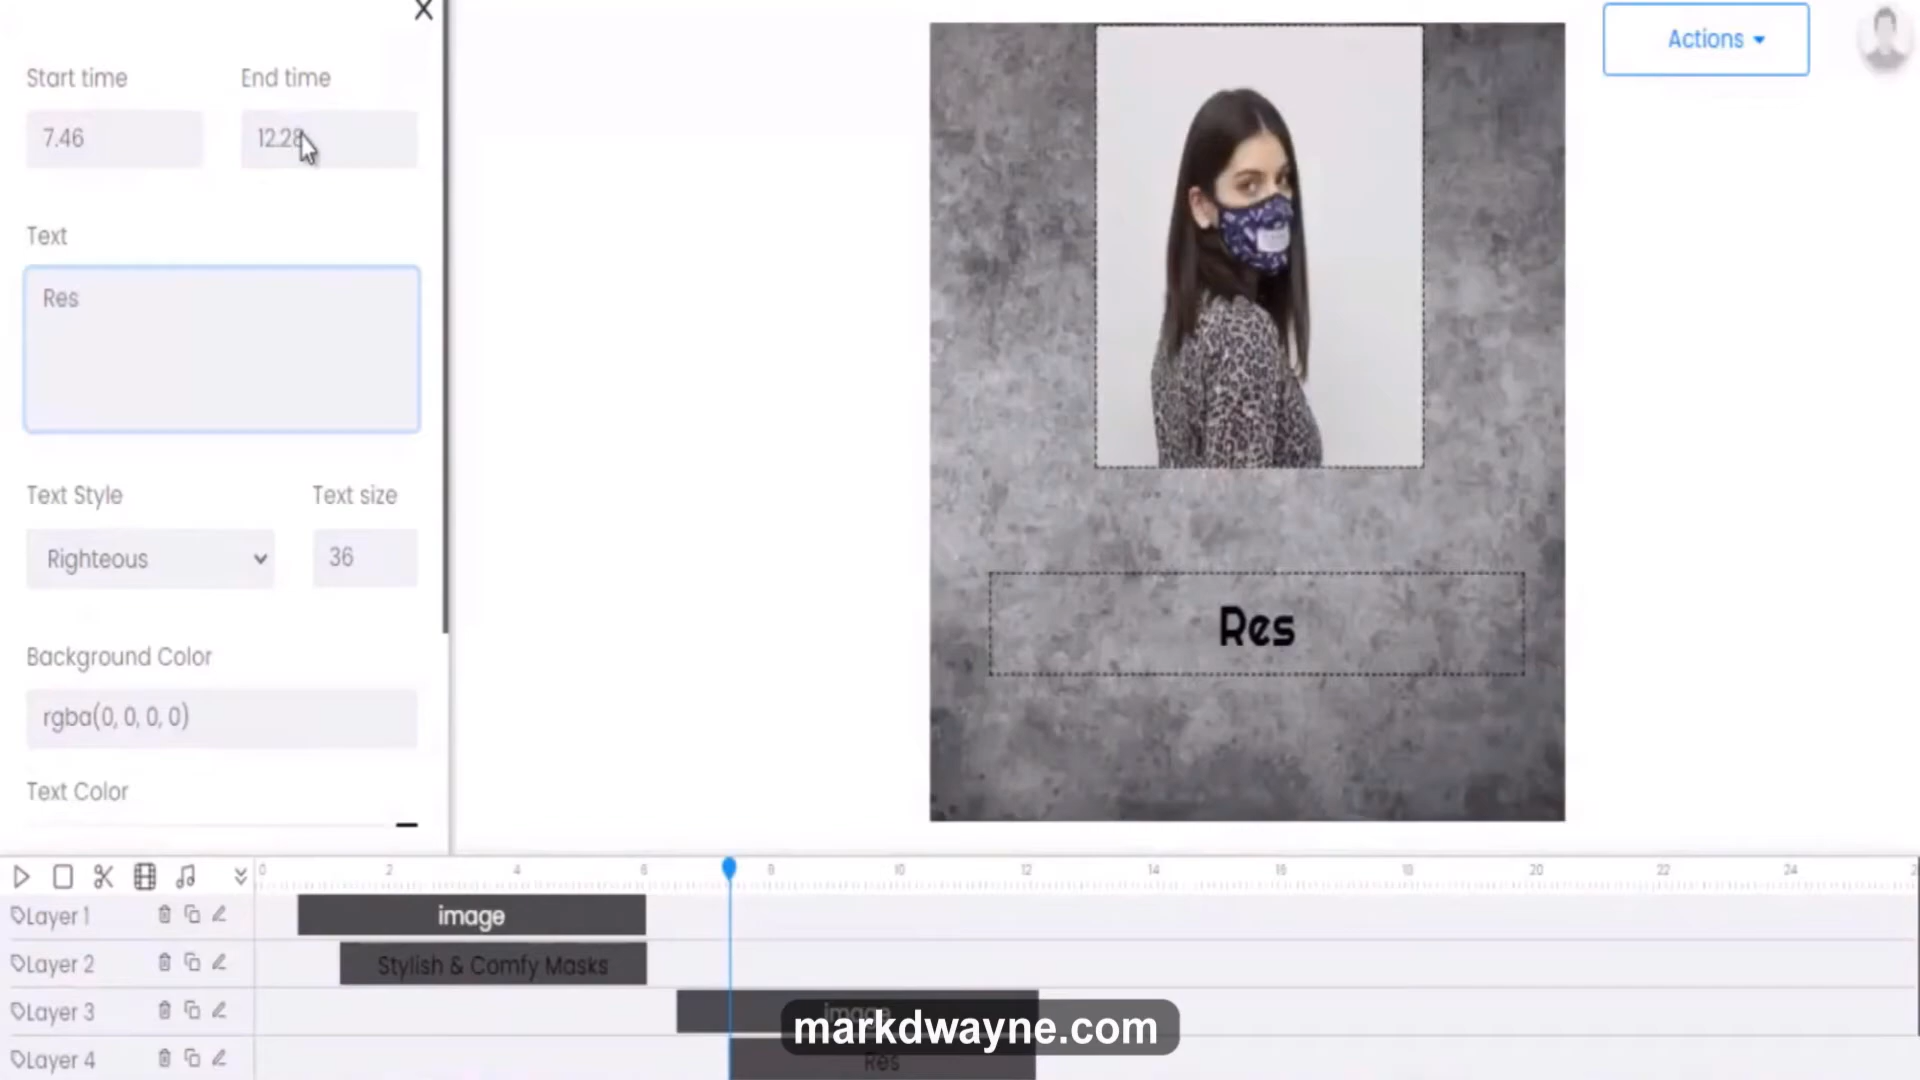 Start time
End time
7.46
12.28
Text
Res
Text Style
Text size
Righteous
36
Background Color
rgba(0, 0, 0, 0)
Text Color
Actions
Res
0 2 4 6 8 10 12 14 16 18 20 22 24
Layer 1
image
Layer 2
Stylish & Comfy Masks
Layer 3
image
markdwayne.com
Layer 4
Res